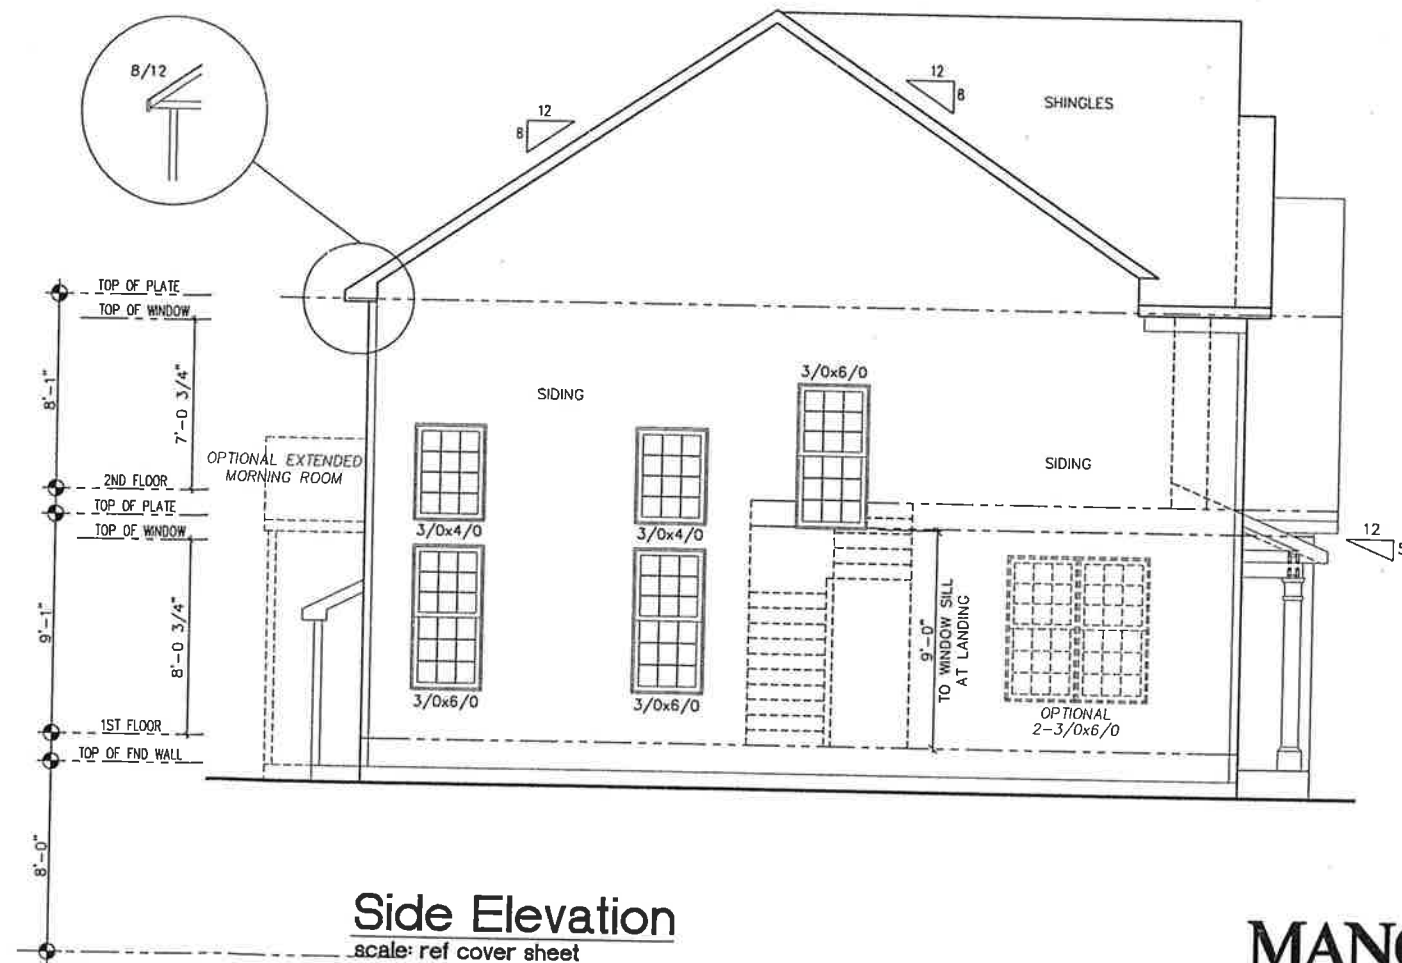 8/12
12
8
12
8
SHINGLES
TOP OF PLATE
TOP OF WINDOW
8'-1"
7'-0 3/4"
SIDING
3/0x6/0
OPTIONAL EXTENDED
MORNING ROOM
SIDING
2ND FLOOR
TOP OF PLATE
TOP OF WINDOW
3/0x4/0
3/0x4/0
12
5
9'-1"
8'-0 3/4"
9'-0"
TO WINDOW SILL
AT LANDING
3/0x6/0
3/0x6/0
OPTIONAL
2-3/0x6/0
1ST FLOOR
TOP OF FND WALL
8'-0"
Side Elevation
scale: ref cover sheet